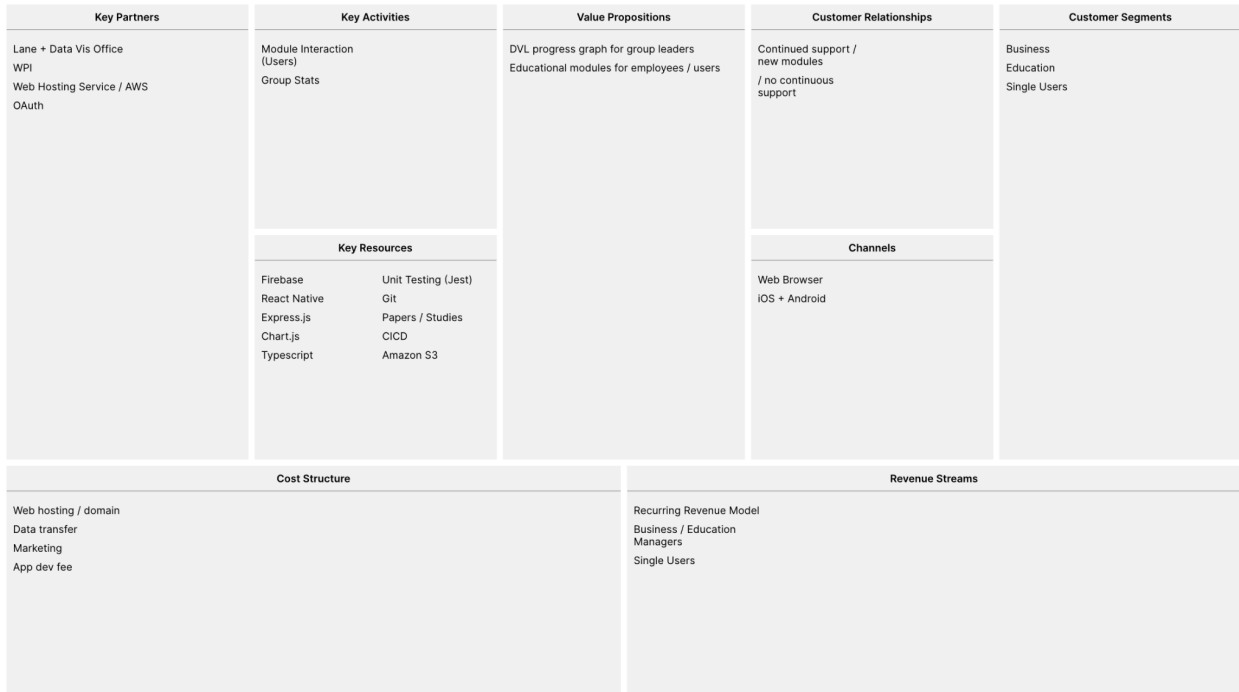 Key Partners
Lane + Data Vis Office
WPI
Web Hosting Service / AWS
OAuth
Key Activities
Module Interaction
(Users)
Group Stats
Key Resources
Firebase
React Native
Express.js
Chart.js
Typescript
Unit Testing (Jest)
Git
Papers / Studies
CICD
Amazon S3
Value Propositions
DVL progress graph for group leaders
Educational modules for employees / users
Customer Relationships
Continued support /
new modules
/ no continuous
support
Channels
Web Browser
iOS + Android
Customer Segments
Business
Education
Single Users
Cost Structure
Web hosting / domain
Data transfer
Marketing
App dev fee
Revenue Streams
Recurring Revenue Model
Business / Education
Managers
Single Users